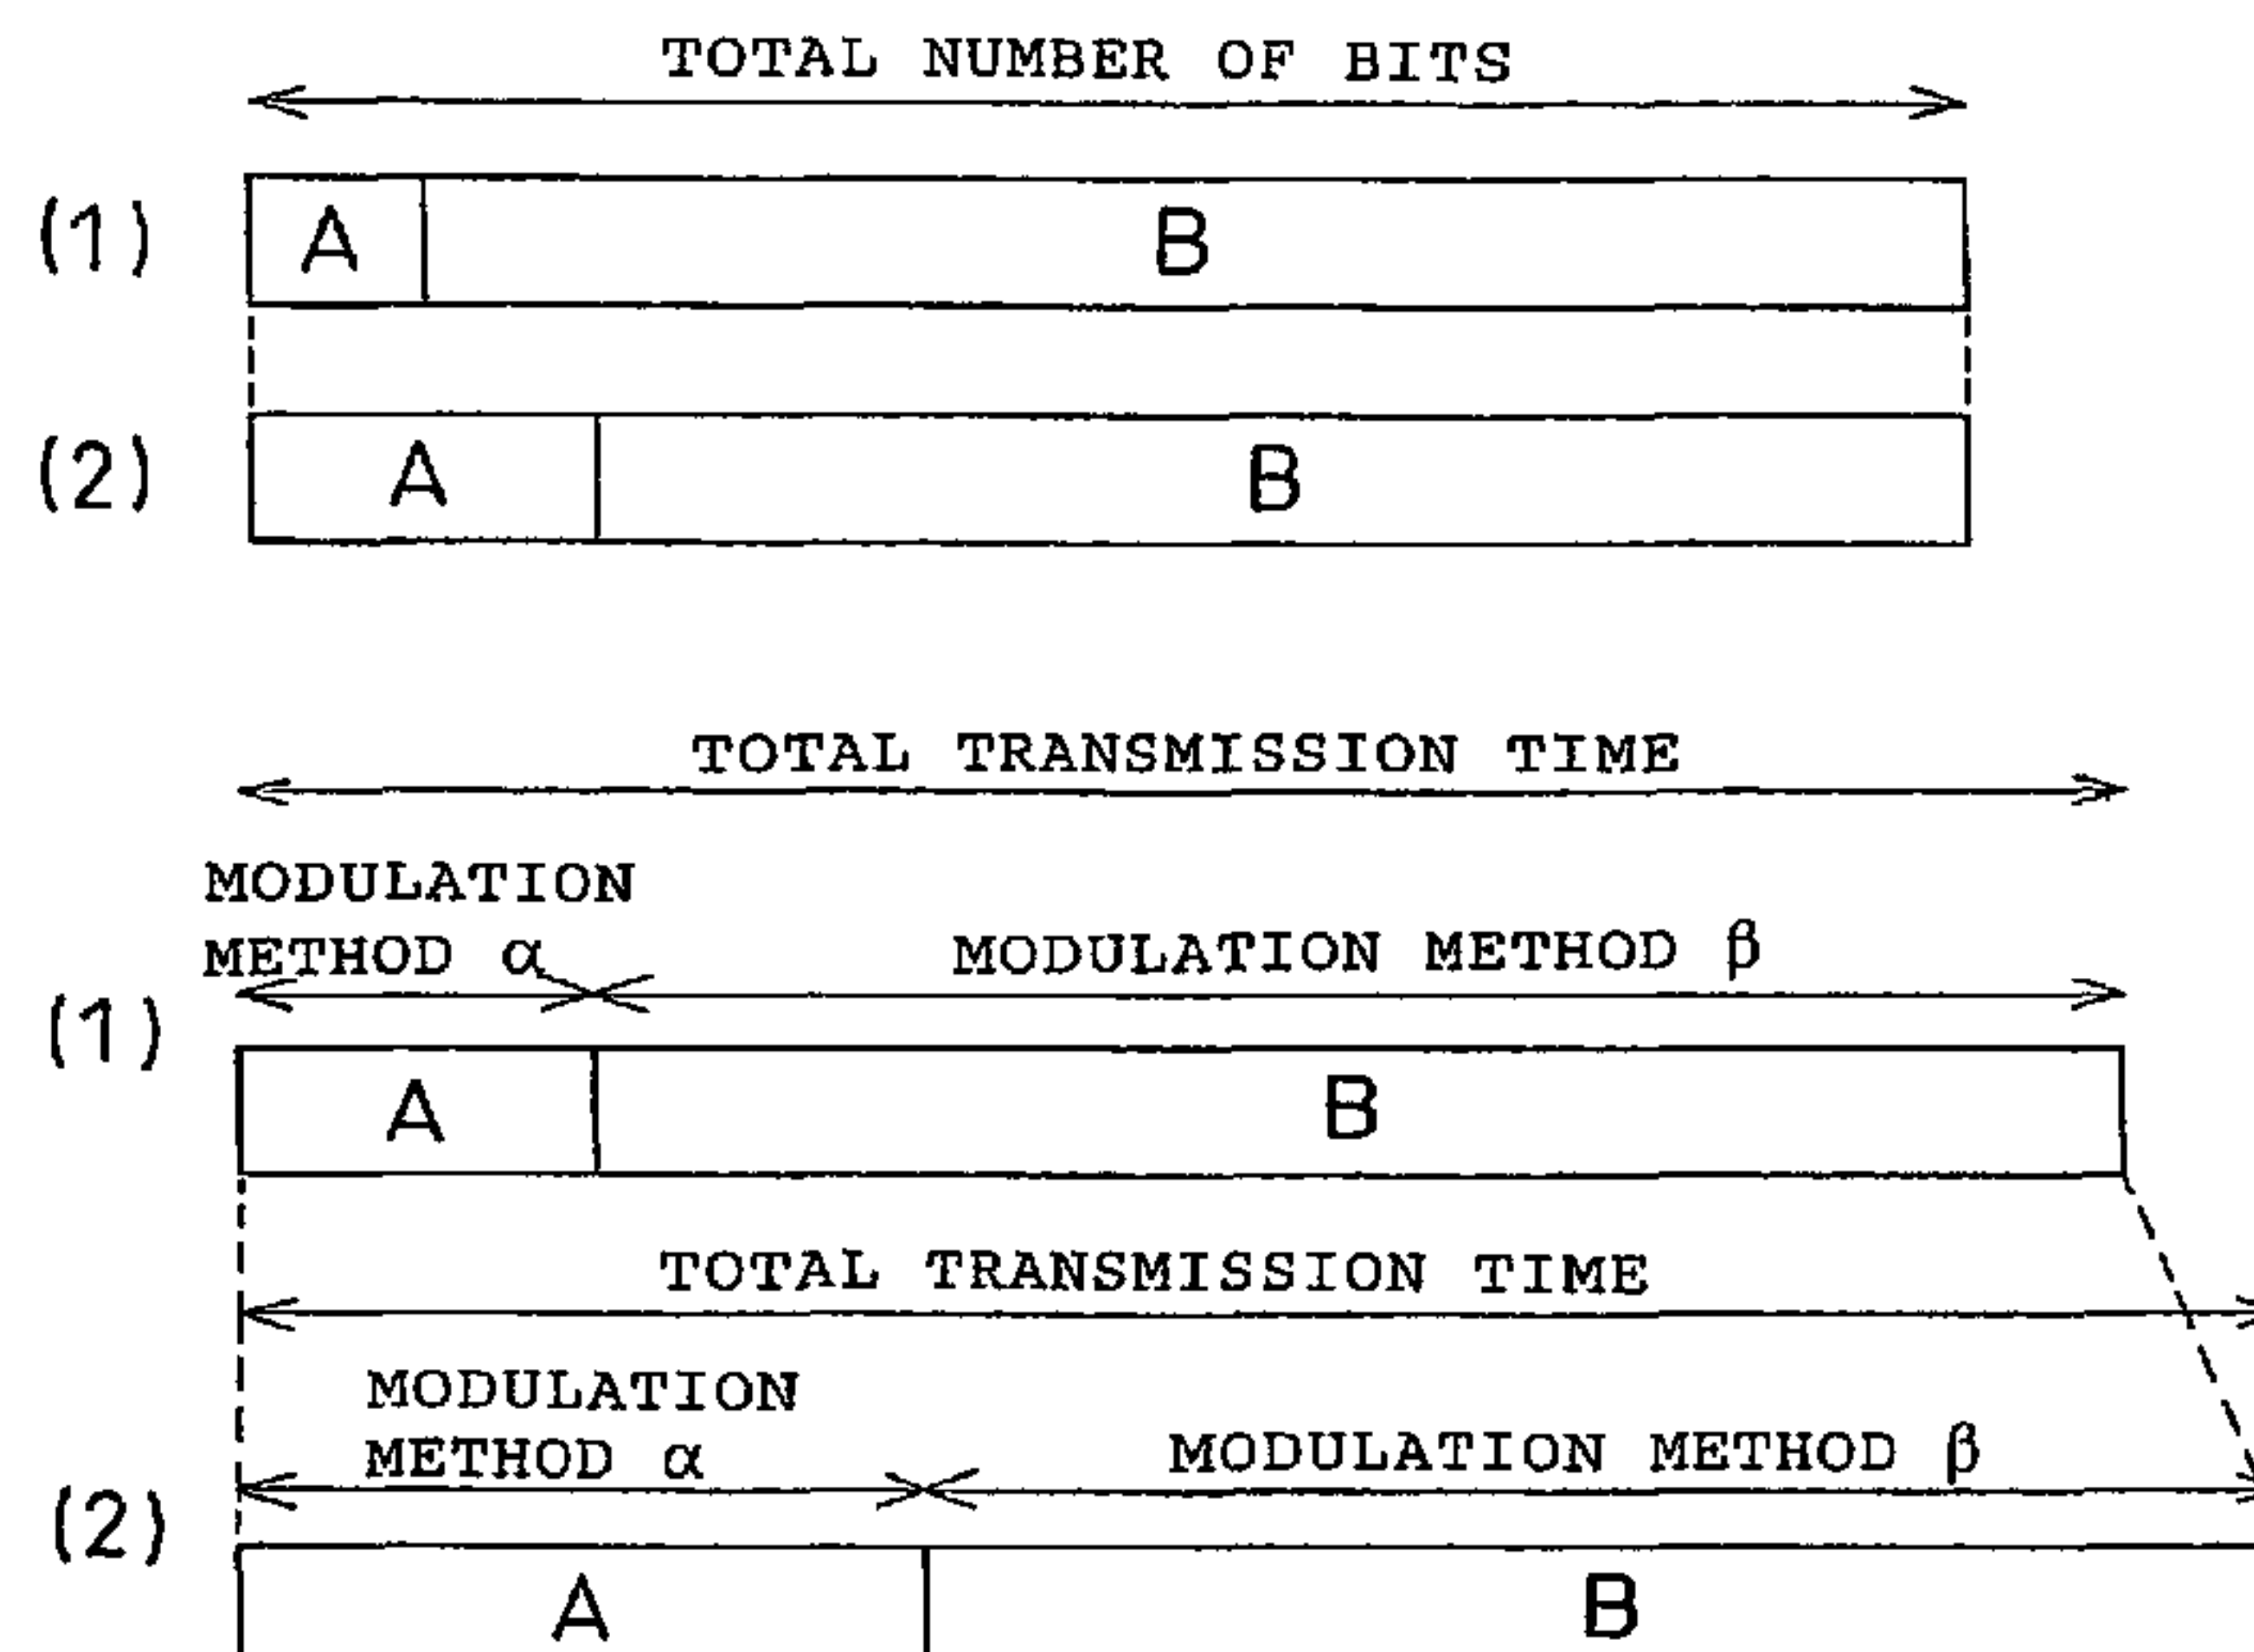 TOTAL NUMBER OF BITS
(1) A B
(2) A B
TOTAL TRANSMISSION TIME
MODULATION
METHOD α MODULATION METHOD β
(1)
A B
TOTAL TRANSMISSION TIME
MODULATION
METHOD α MODULATION METHOD β
(2)
A B